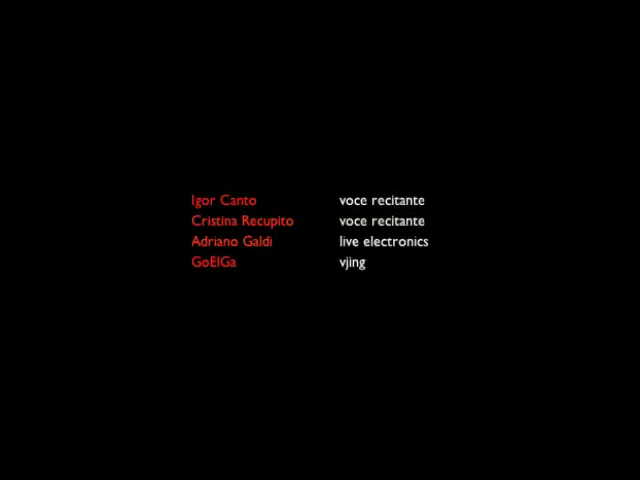 Igor Canto voce recitante
Cristina Recupito voce recitante
Adriano Galdi live electronics
GoElGa vjing